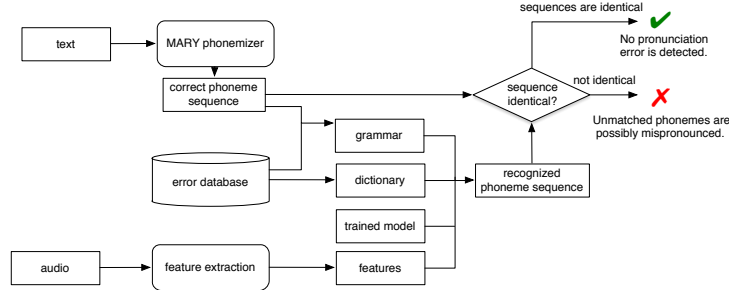 sequences are identical
No pronunciation
error is detected.
text
MARY phonemizer
correct phoneme
sequence
sequence
identical?
not identical
Unmatched phonemes are
possibly mispronounced.
grammar
error database
dictionary
recognized
phoneme sequence
trained model
audio
feature extraction
features